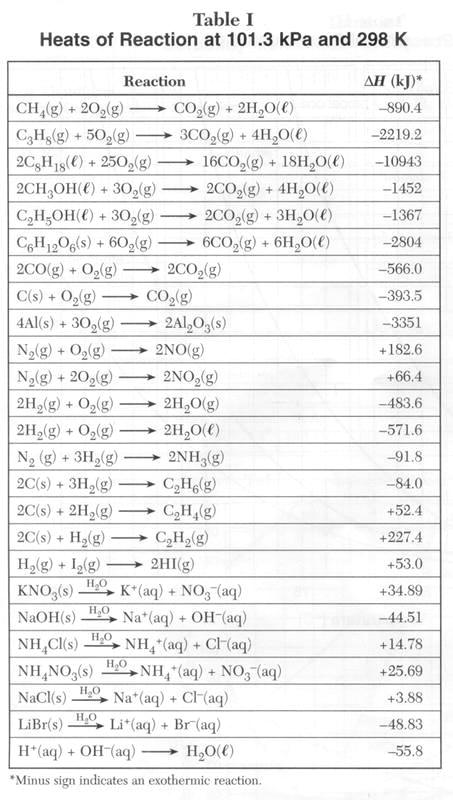 Table I
Heats of Reaction at 101.3 kPa and 298 K
Reaction ΔH (kJ)*
CH₄(g) + 2O₂(g) ⟶ CO₂(g) + 2H₂O(ℓ) –890.4
C₃H₈(g) + 5O₂(g) ⟶ 3CO₂(g) + 4H₂O(ℓ) –2219.2
2C₈H₁₈(ℓ) + 25O₂(g) ⟶ 16CO₂(g) + 18H₂O(ℓ) –10943
2CH₃OH(ℓ) + 3O₂(g) ⟶ 2CO₂(g) + 4H₂O(ℓ) –1452
C₂H₅OH(ℓ) + 3O₂(g) ⟶ 2CO₂(g) + 3H₂O(ℓ) –1367
C₆H₁₂O₆(s) + 6O₂(g) ⟶ 6CO₂(g) + 6H₂O(ℓ) –2804
2CO(g) + O₂(g) ⟶ 2CO₂(g) –566.0
C(s) + O₂(g) ⟶ CO₂(g) –393.5
4Al(s) + 3O₂(g) ⟶ 2Al₂O₃(s) –3351
N₂(g) + O₂(g) ⟶ 2NO(g) +182.6
N₂(g) + 2O₂(g) ⟶ 2NO₂(g) +66.4
2H₂(g) + O₂(g) ⟶ 2H₂O(g) –483.6
2H₂(g) + O₂(g) ⟶ 2H₂O(ℓ) –571.6
N₂ (g) + 3H₂(g) ⟶ 2NH₃(g) –91.8
2C(s) + 3H₂(g) ⟶ C₂H₆(g) –84.0
2C(s) + 2H₂(g) ⟶ C₂H₄(g) +52.4
2C(s) + H₂(g) ⟶ C₂H₂(g) +227.4
H₂(g) + I₂(g) ⟶ 2HI(g) +53.0
KNO₃(s) –H₂O→ K⁺(aq) + NO₃⁻(aq) +34.89
NaOH(s) –H₂O→ Na⁺(aq) + OH⁻(aq) –44.51
NH₄Cl(s) –H₂O→ NH₄⁺(aq) + Cl⁻(aq) +14.78
NH₄NO₃(s) –H₂O→ NH₄⁺(aq) + NO₃⁻(aq) +25.69
NaCl(s) –H₂O→ Na⁺(aq) + Cl⁻(aq) +3.88
LiBr(s) –H₂O→ Li⁺(aq) + Br⁻(aq) –48.83
H⁺(aq) + OH⁻(aq) ⟶ H₂O(ℓ) –55.8
*Minus sign indicates an exothermic reaction.